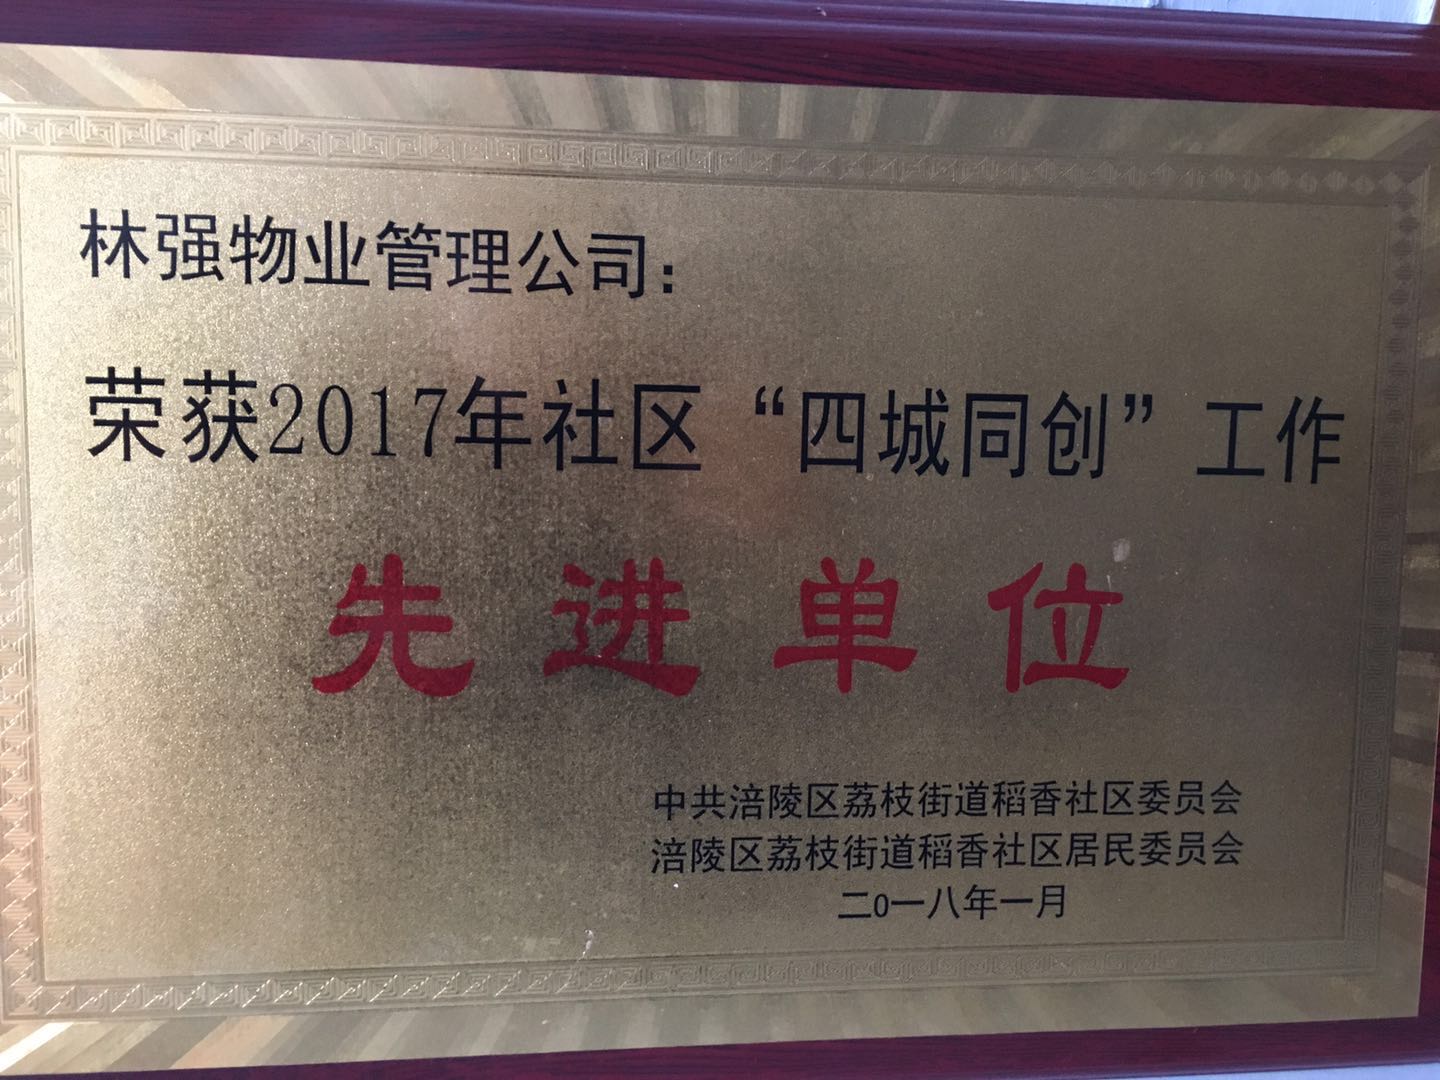 林强物业管理公司：
荣获2017年社区“四城同创”工作
先进单位
中共涪陵区荔枝街道稻香社区委员会
涪陵区荔枝街道稻香社区居民委员会
二0一八年一月